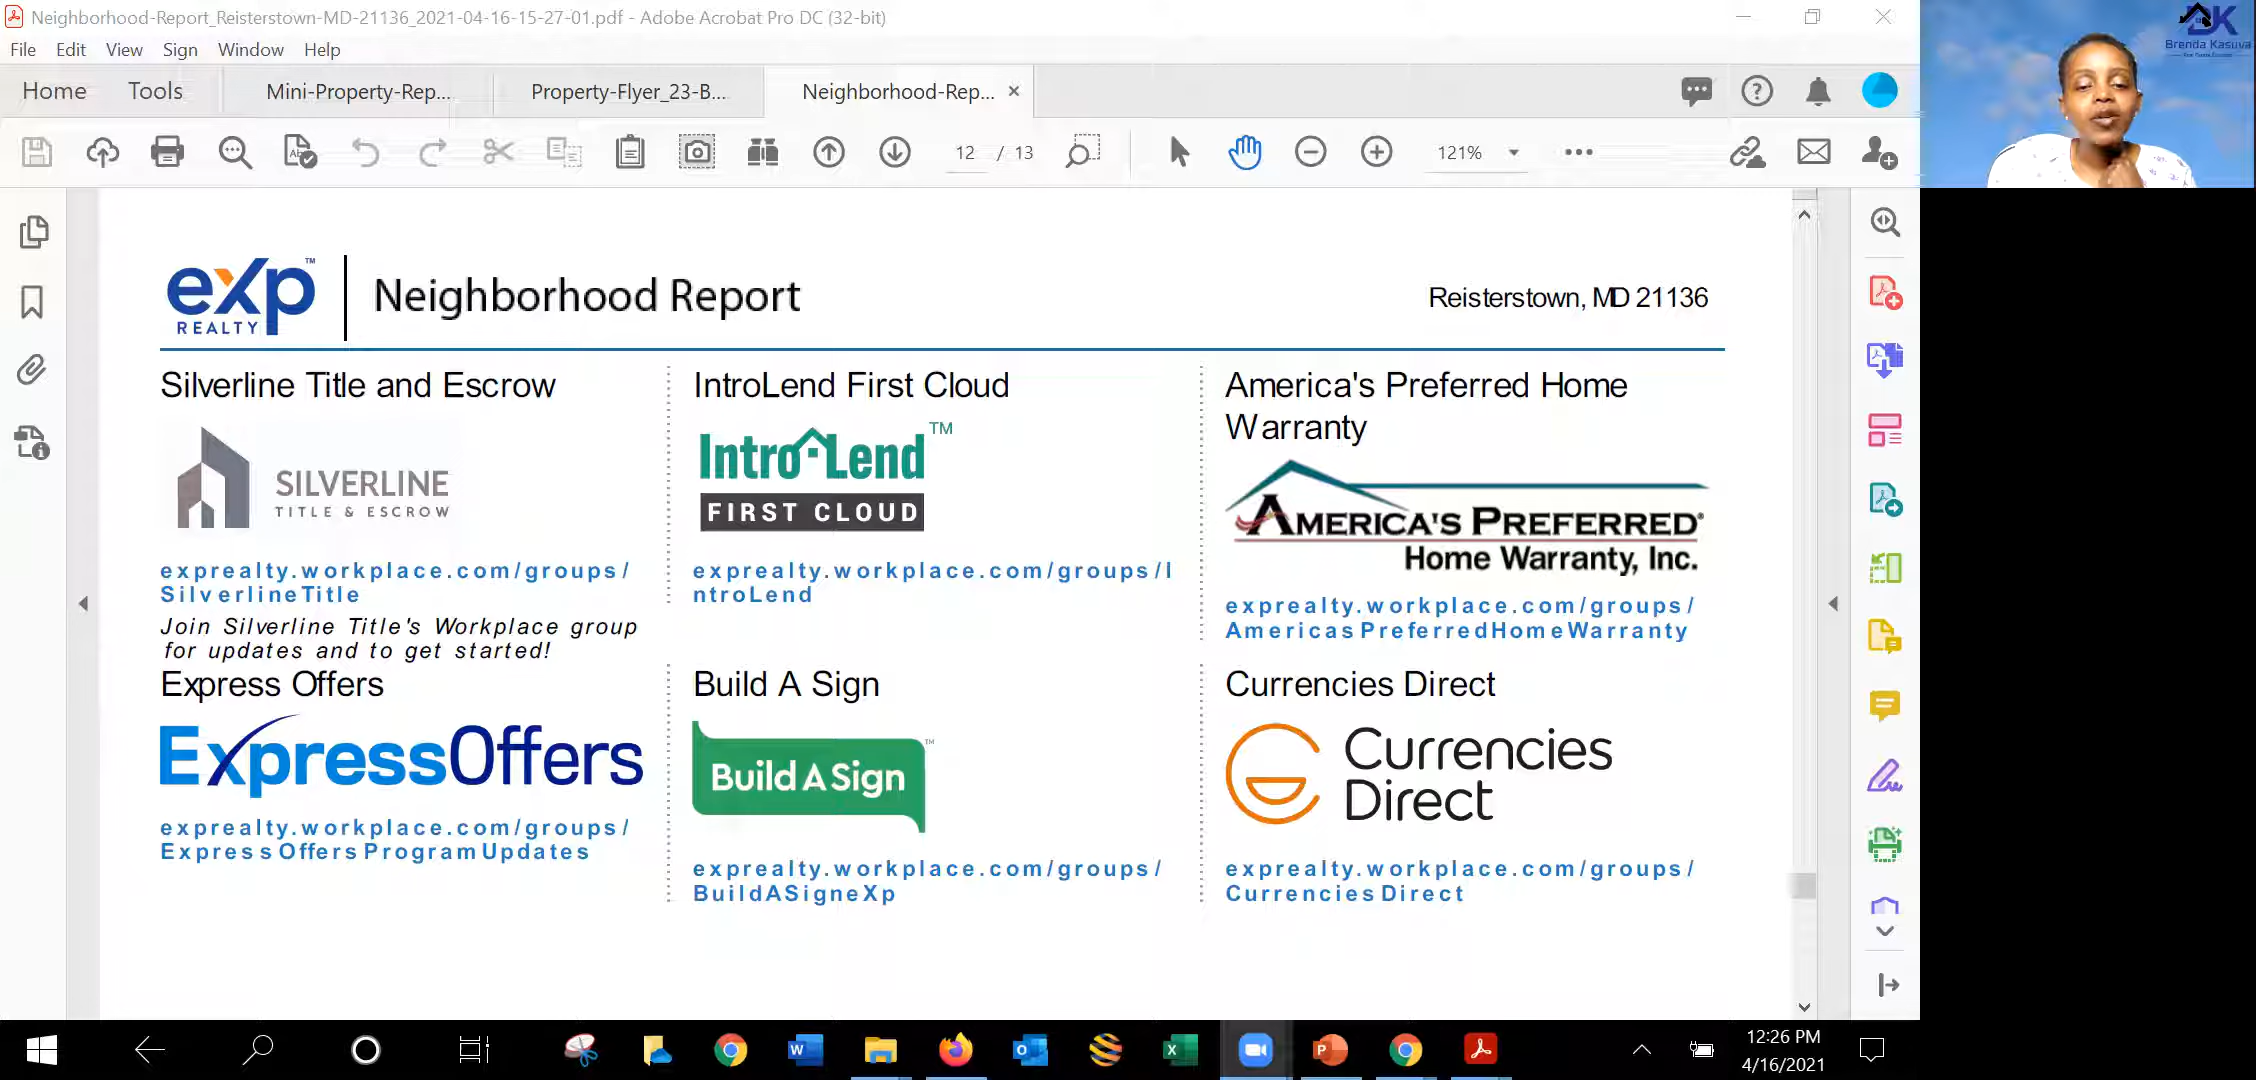 Neighborhood-Report_Reisterstown-MD-21136_2021-04-16-15-27-01.pdf - Adobe Acrobat Pro DC (32-bit)
File Edit View Sign Window Help
Home Tools Mini-Property-Rep... Property-Flyer_23-B... Neighborhood-Rep...
12 / 13 121%
DK
Brenda Kasuva
eXp™ REALTY
Neighborhood Report
Reisterstown, MD 21136
Silverline Title and Escrow
SILVERLINE
TITLE & ESCROW
exprealty.workplace.com/groups/
SilverlineTitle
Join Silverline Title's Workplace group
for updates and to get started!
IntroLend First Cloud
Intro Lend™
FIRST CLOUD
exprealty.workplace.com/groups/I
ntroLend
America's Preferred Home
Warranty
AMERICA'S PREFERRED®
Home Warranty, Inc.
exprealty.workplace.com/groups/
AmericasPreferredHomeWarranty
Express Offers
ExpressOffers
exprealty.workplace.com/groups/
ExpressOffersProgramUpdates
Build A Sign
Build A Sign™
exprealty.workplace.com/groups/
BuildASigneXp
Currencies Direct
Currencies
Direct
exprealty.workplace.com/groups/
CurrenciesDirect
12:26 PM
4/16/2021